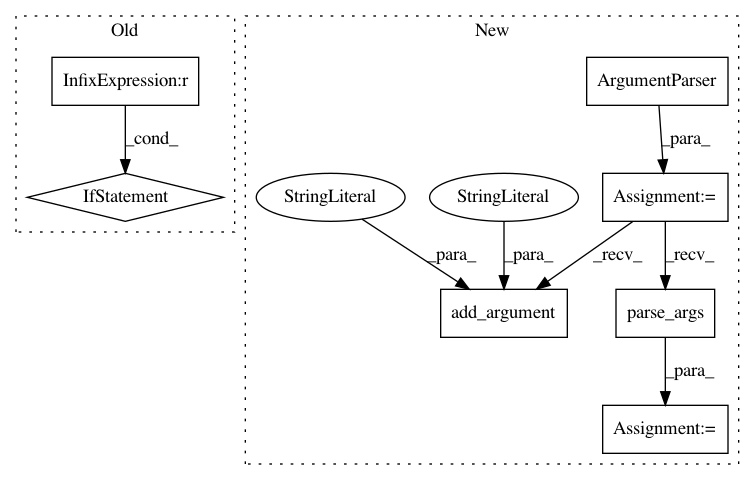 Old
New
InfixExpression:r
ArgumentParser
_cond_
_para_
IfStatement
StringLiteral
StringLiteral
Assignment:=
_para_
_para_
_recv_
_recv_
add_argument
parse_args
_para_
Assignment:=